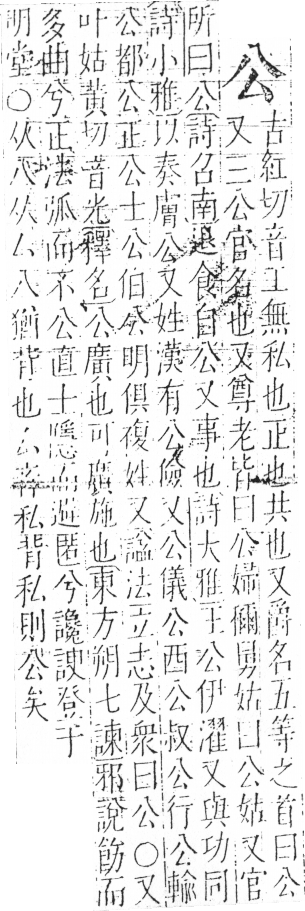 公
古紅切音工無私也正也共也又爵名五等之首曰公
又三公官名也又尊老皆曰公婦偁舅姑曰公姑又官
所曰公詩召南退食自公又事也詩大雅王公伊濯又與功同
詩小雅以奏膚公又姓漢有公儉又公儀公西公叔公行公輸
公都公正公士公伯公明俱複姓又謚法立志及衆曰公○又
叶姑黃切音光釋名公廣也可廣施也東方朔七諫邪說飾而
多曲兮正法弧而不公直士隱而避匿兮讒諛登乎
明堂○从八从厶八猶背也厶音私背私則公矣